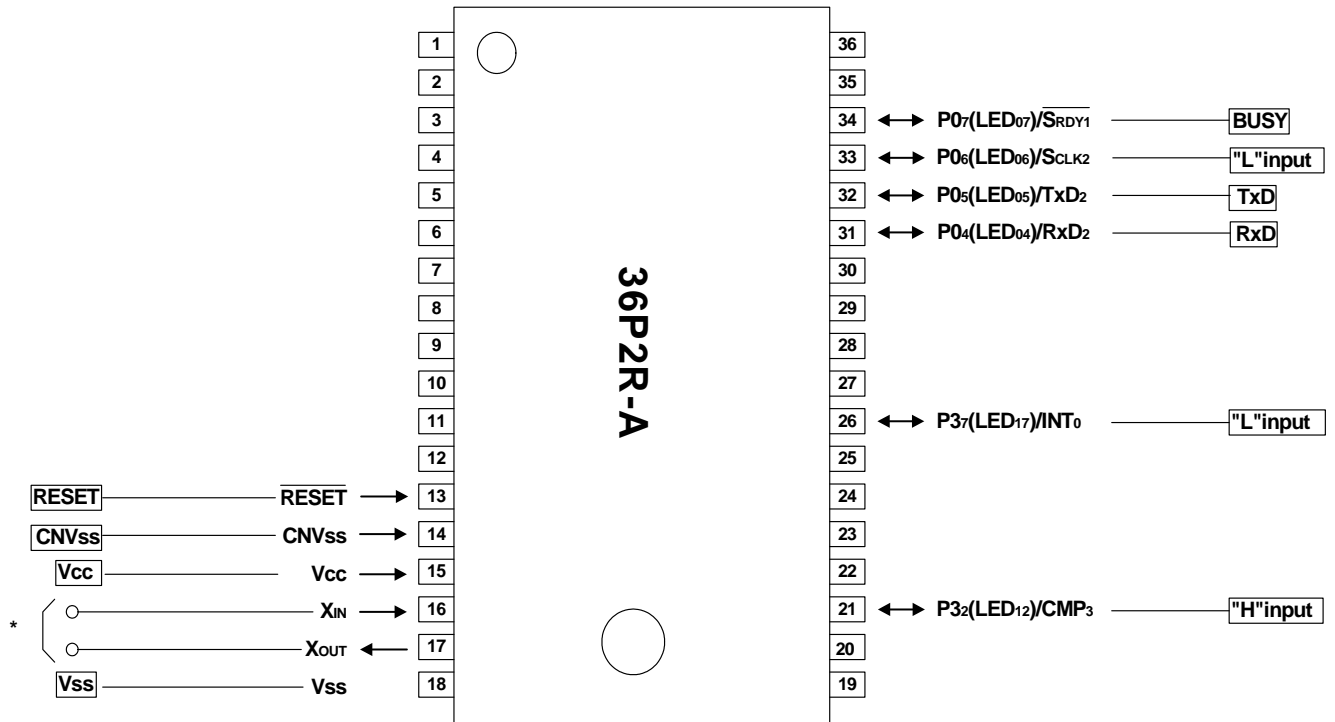 1 36
2 35
3 34 P07(LED07)/SRDY1 BUSY
4 33 P06(LED06)/SCLK2 "L"input
5 32 P05(LED05)/TxD2 TxD
6 31 P04(LED04)/RxD2 RxD
7 30
8 29
9 28
10 27
11 26 P37(LED17)/INT0 "L"input
12 25
RESET RESET 13 24
CNVss CNVss 14 23
Vcc Vcc 15 22
XIN 16 21 P32(LED12)/CMP3 "H"input
*
XOUT 17 20
Vss Vss 18 19
36P2R-A